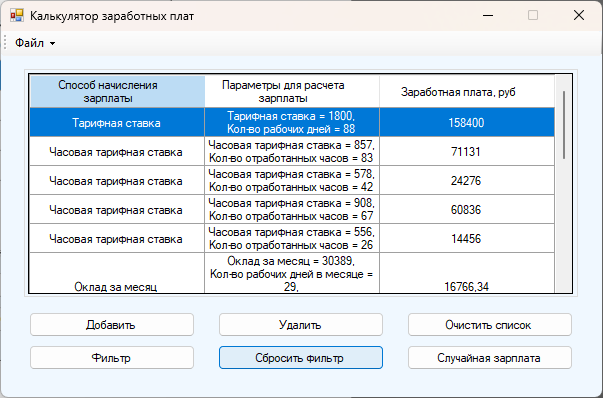 Калькулятор заработных плат
Файл
Способ начисления
зарплаты
Параметры для расчета
зарплаты
Заработная плата, руб
Тарифная ставка
Тарифная ставка = 1800,
Кол-во рабочих дней = 88
158400
Часовая тарифная ставка
Часовая тарифная ставка = 857,
Кол-во отработанных часов = 83
71131
Часовая тарифная ставка
Часовая тарифная ставка = 578,
Кол-во отработанных часов = 42
24276
Часовая тарифная ставка
Часовая тарифная ставка = 908,
Кол-во отработанных часов = 67
60836
Часовая тарифная ставка
Часовая тарифная ставка = 556,
Кол-во отработанных часов = 26
14456
Оклад за месяц
Оклад за месяц = 30389,
Кол-во рабочих дней в месяце =
29,
16766,34
Добавить
Удалить
Очистить список
Фильтр
Сбросить фильтр
Случайная зарплата